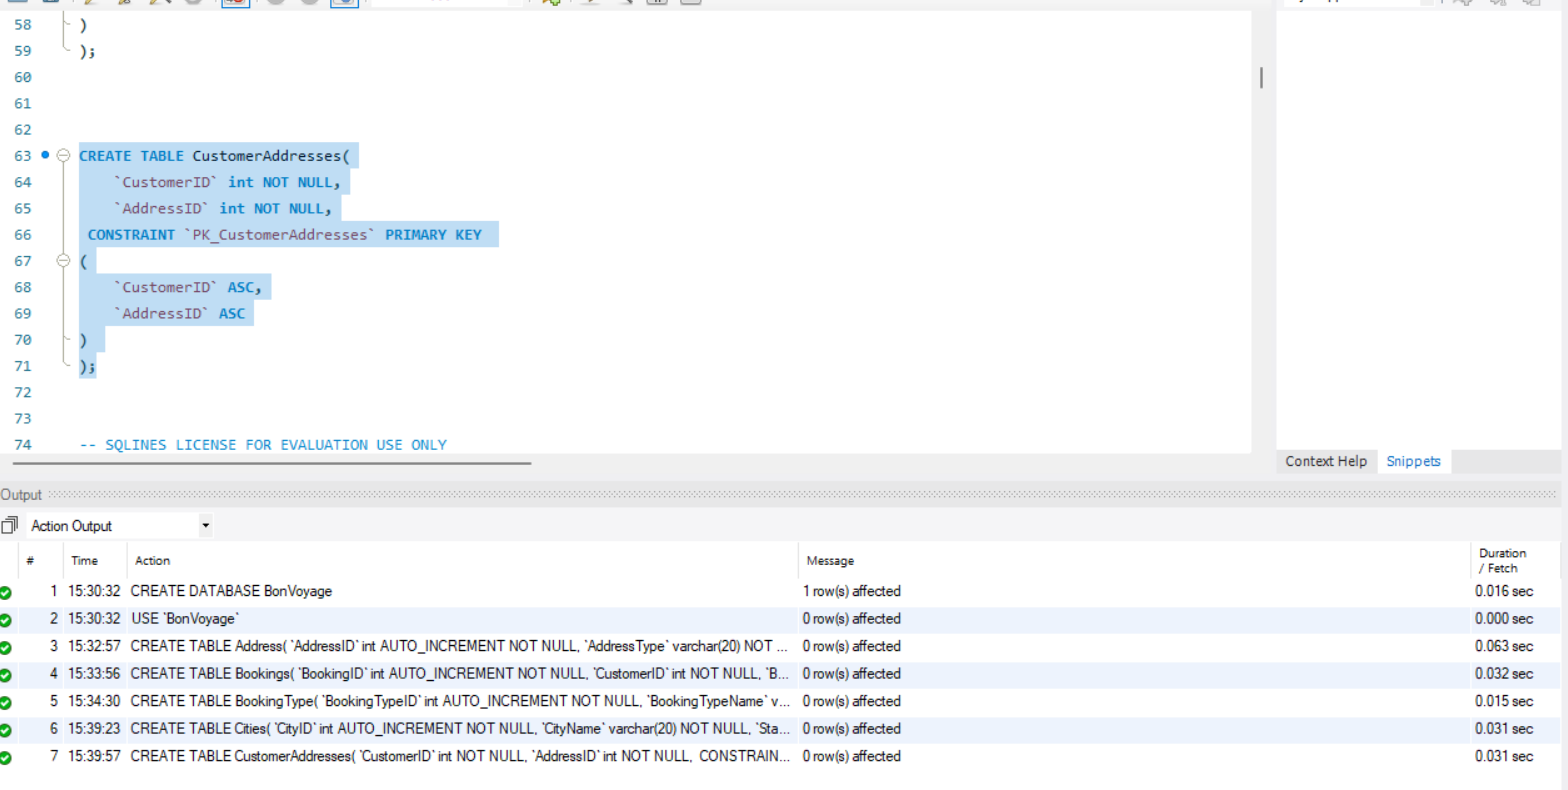 58 )
59 );
60
61
62
63 CREATE TABLE CustomerAddresses(
64 `CustomerID` int NOT NULL,
65 `AddressID` int NOT NULL,
66 CONSTRAINT `PK_CustomerAddresses` PRIMARY KEY
67 (
68 `CustomerID` ASC,
69 `AddressID` ASC
70 )
71 );
72
73
74 -- SQLINES LICENSE FOR EVALUATION USE ONLY
Context Help Snippets
Output
Action Output
# Time Action Message Duration / Fetch
1 15:30:32 CREATE DATABASE BonVoyage 1 row(s) affected 0.016 sec
2 15:30:32 USE `BonVoyage` 0 row(s) affected 0.000 sec
3 15:32:57 CREATE TABLE Address( `AddressID` int AUTO_INCREMENT NOT NULL, `AddressType` varchar(20) NOT ... 0 row(s) affected 0.063 sec
4 15:33:56 CREATE TABLE Bookings( `BookingID` int AUTO_INCREMENT NOT NULL, `CustomerID` int NOT NULL, `B... 0 row(s) affected 0.032 sec
5 15:34:30 CREATE TABLE BookingType( `BookingTypeID` int AUTO_INCREMENT NOT NULL, `BookingTypeName` v... 0 row(s) affected 0.015 sec
6 15:39:23 CREATE TABLE Cities( `CityID` int AUTO_INCREMENT NOT NULL, `CityName` varchar(20) NOT NULL, `Sta... 0 row(s) affected 0.031 sec
7 15:39:57 CREATE TABLE CustomerAddresses( `CustomerID` int NOT NULL, `AddressID` int NOT NULL, CONSTRAIN... 0 row(s) affected 0.031 sec